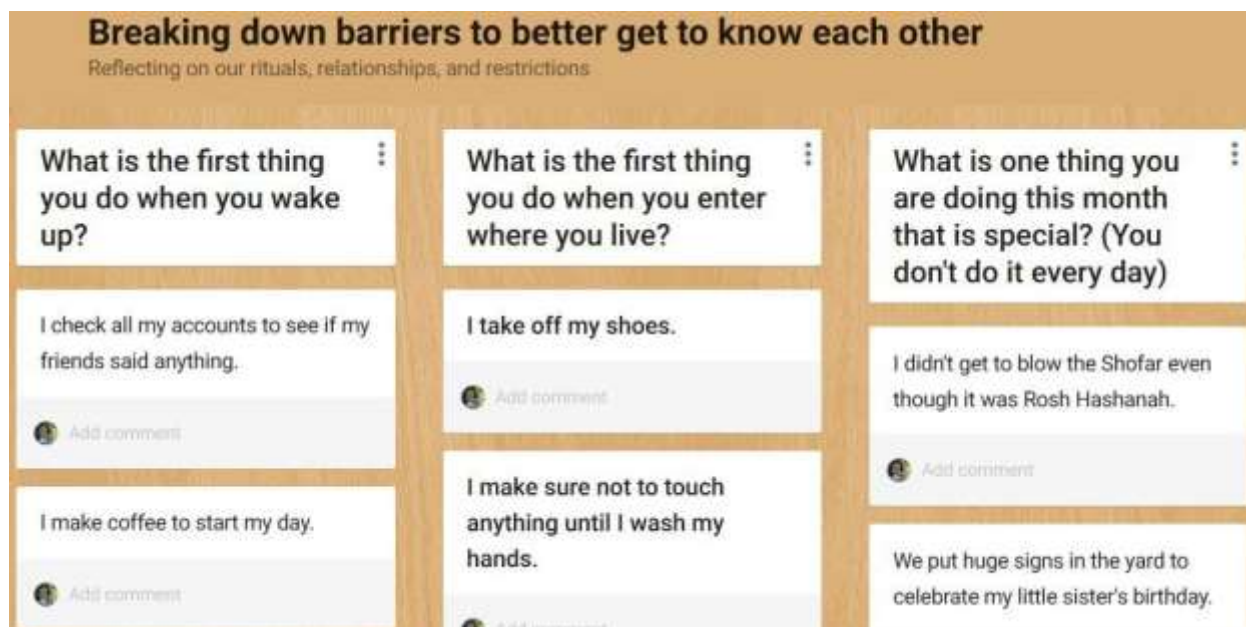 Breaking down barriers to better get to know each other
Reflecting on our rituals, relationships, and restrictions
What is the first thing
you do when you wake
up?
I check all my accounts to see if my
friends said anything.
Add comment
I make coffee to start my day.
Add comment
What is the first thing
you do when you enter
where you live?
I take off my shoes.
Add comment
I make sure not to touch
anything until I wash my
hands.
Add comment
What is one thing you
are doing this month
that is special? (You
don't do it every day)
I didn't get to blow the Shofar even
though it was Rosh Hashanah.
Add comment
We put huge signs in the yard to
celebrate my little sister's birthday.